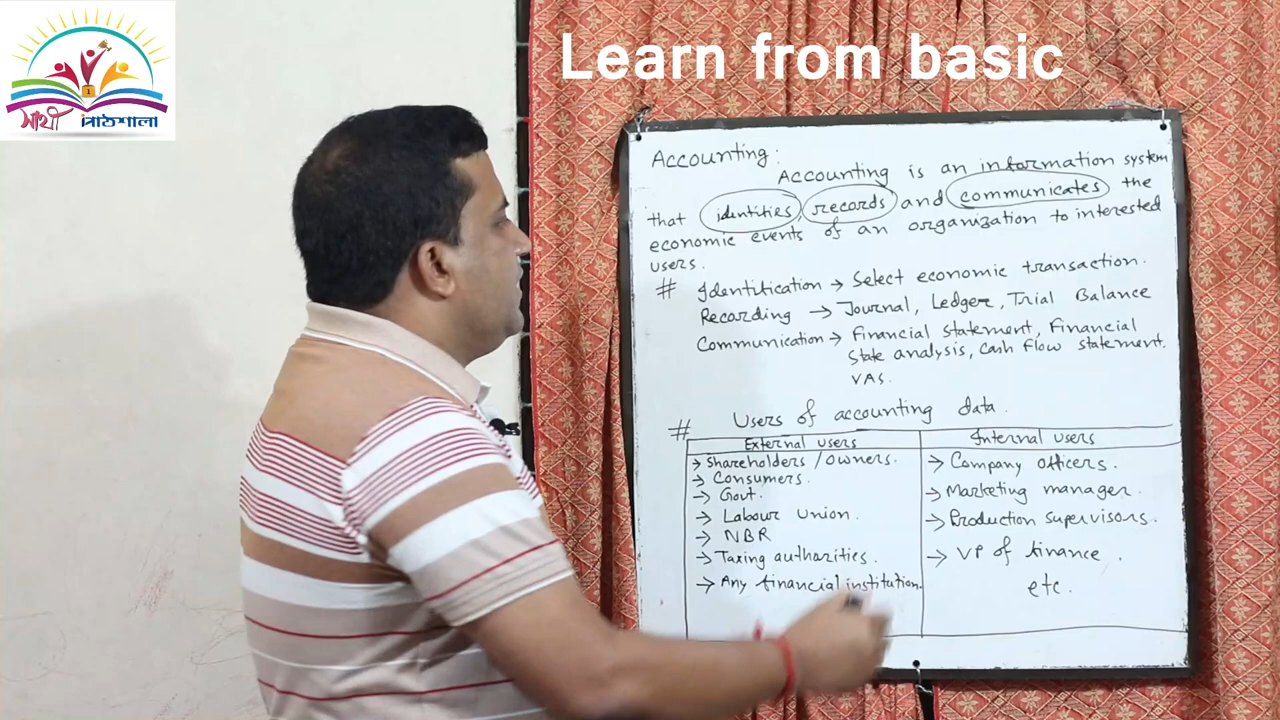 সাথী পাঠশালা
Learn from basic
Accounting:
Accounting is an information system
that identifies, records and communicates the
economic events of an organization to interested
users.
# Identification → Select economic transaction.
Recarding → Journal, Ledger, Trial Balance
Communication → Financial statement, Financial
State analysis, Cash flow statement.
VAS.
# Users of accounting data.
External users
→ Shareholders / owners.
→ Consumers.
→ Govt.
→ Labour Union.
→ NBR
→ Taxing authorities.
→ Any financial institution.
Internal users
→ Company officers.
→ Marketing manager.
→ Production supervisors.
→ VP of finance.
etc.